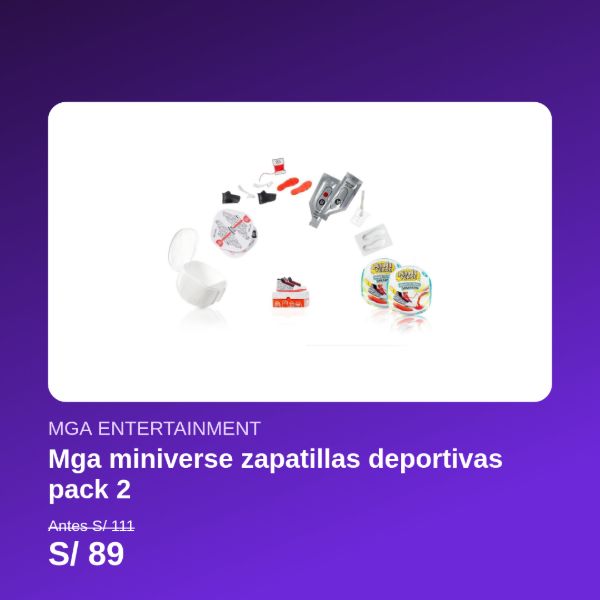 MGA ENTERTAINMENT
Mga miniverse zapatillas deportivas
pack 2
Antes S/ 111
S/ 89